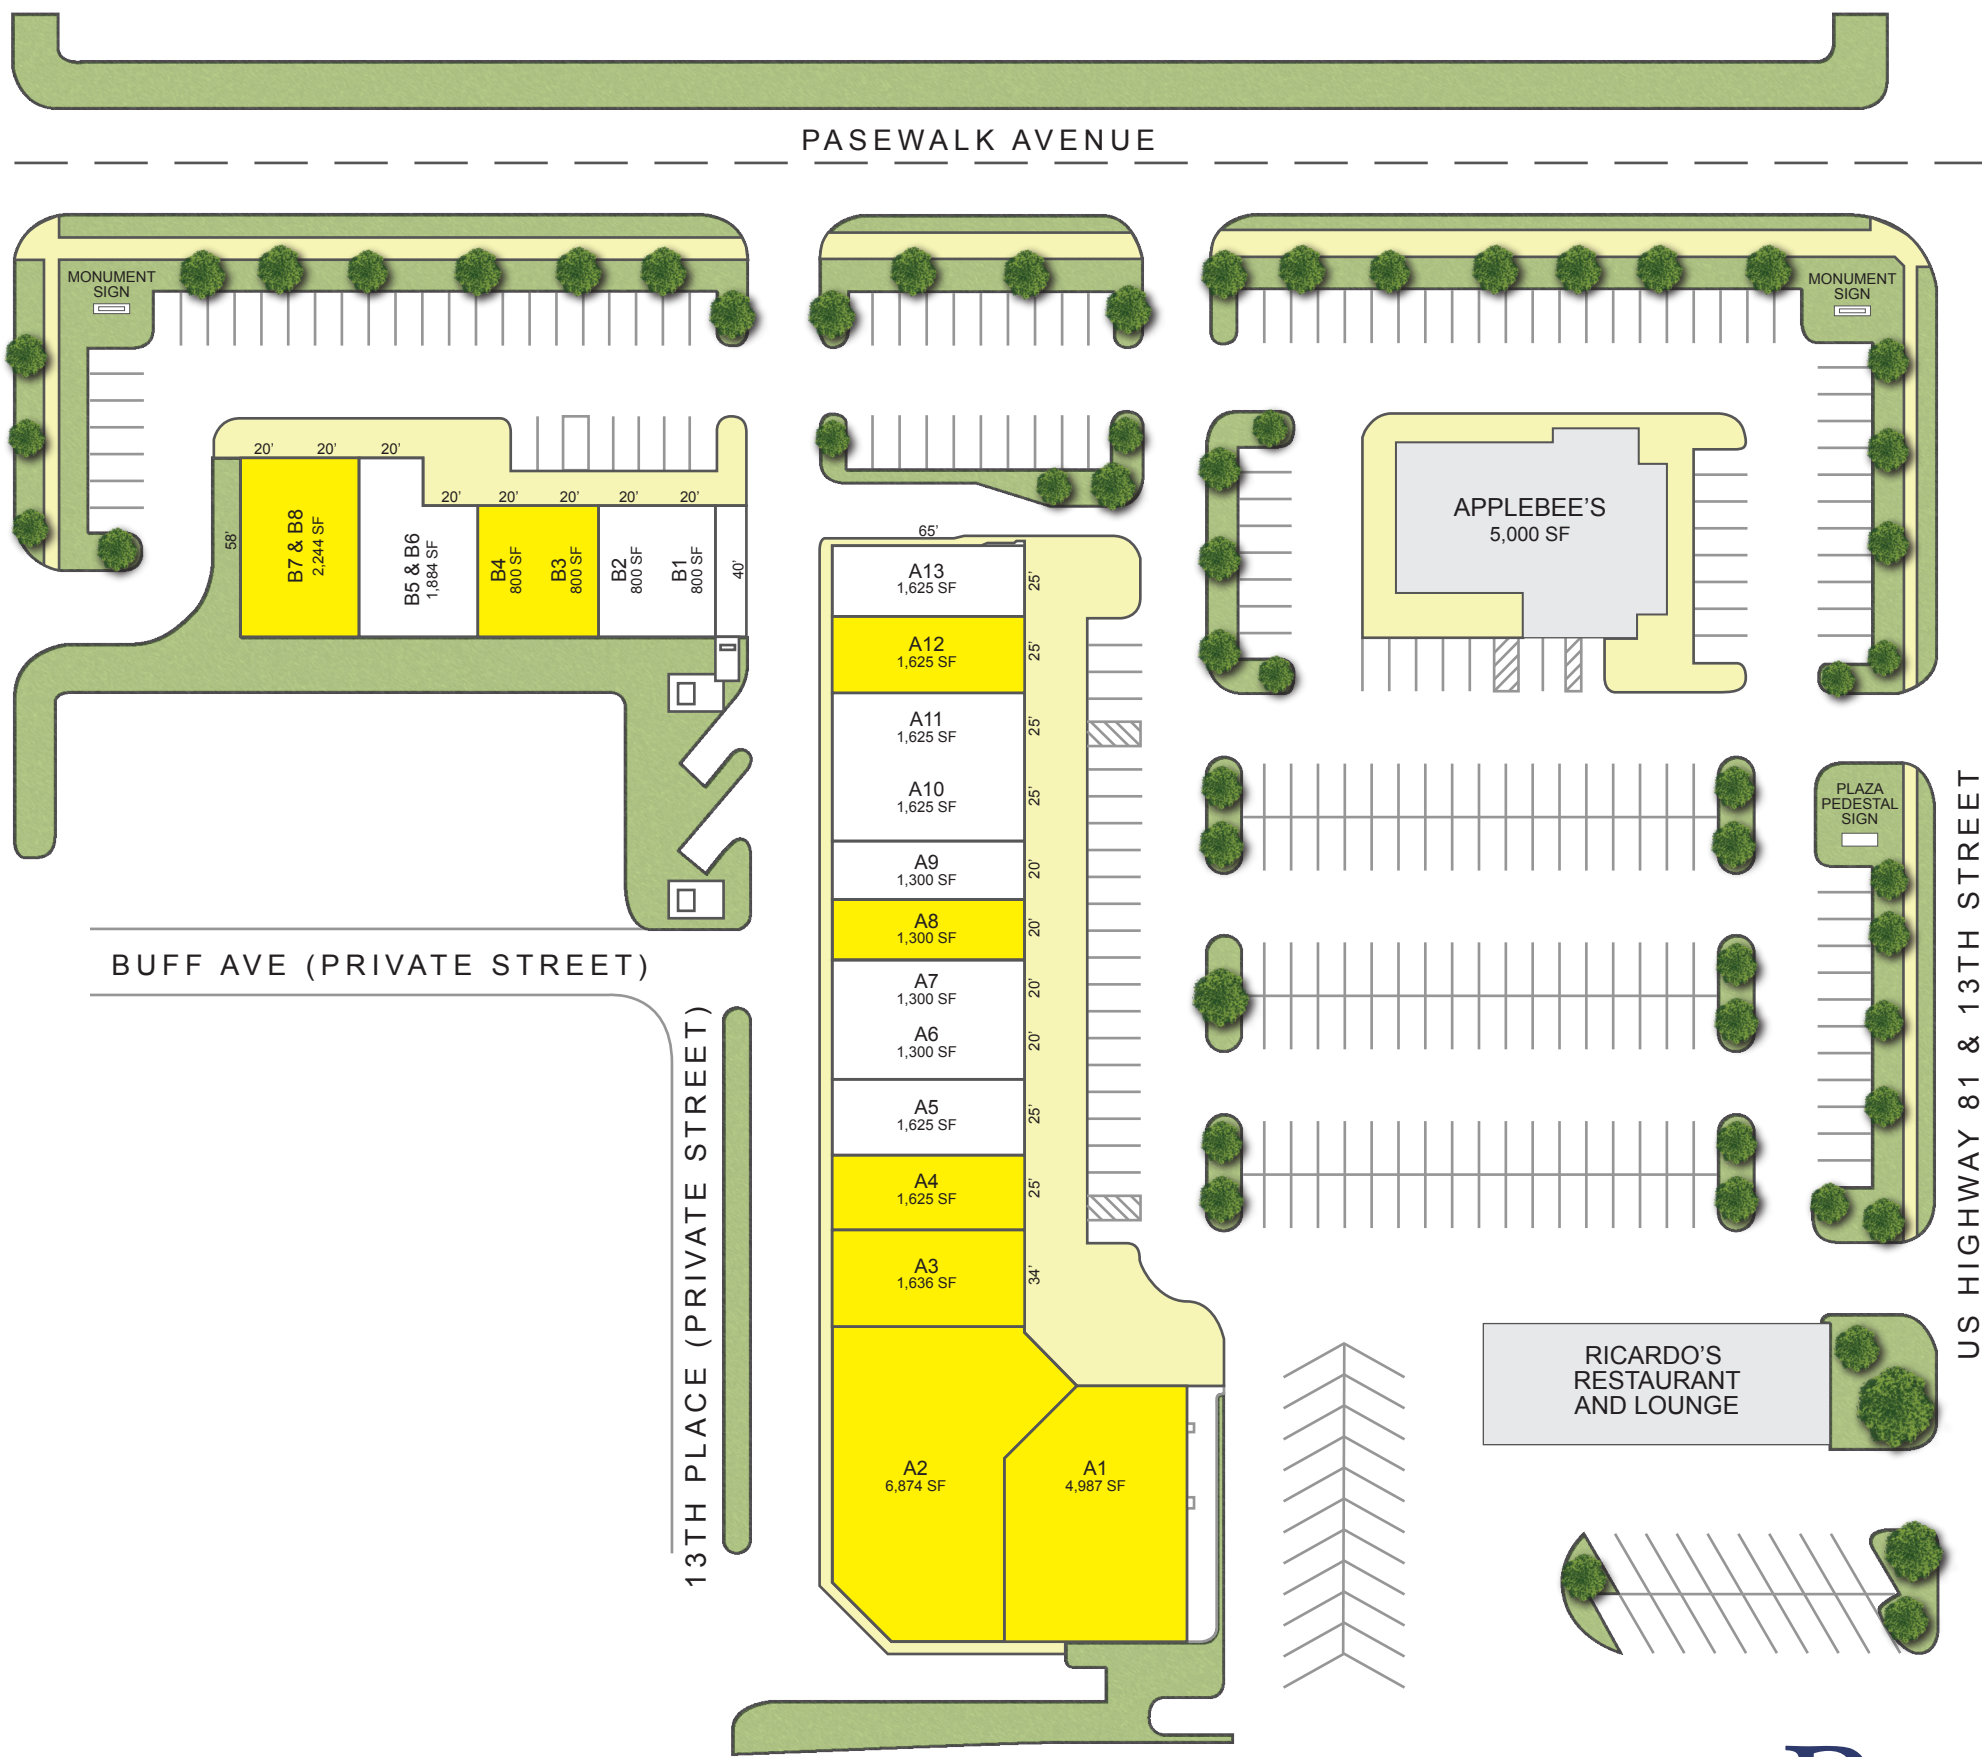 PASEWALK AVENUE
MONUMENT
SIGN
MONUMENT
SIGN
20'
20'
20'
20'
20'
20'
20'
20'
58'
B7 & B8
2,244 SF
B5 & B6
1,884 SF
B4
800 SF
B3
800 SF
B2
800 SF
B1
800 SF
40'
APPLEBEE'S
5,000 SF
65'
A13
1,625 SF
25'
A12
1,625 SF
25'
A11
1,625 SF
25'
A10
1,625 SF
25'
A9
1,300 SF
20'
A8
1,300 SF
20'
A7
1,300 SF
20'
A6
1,300 SF
20'
A5
1,625 SF
25'
A4
1,625 SF
25'
A3
1,636 SF
34'
A2
6,874 SF
A1
4,987 SF
PLAZA
PEDESTAL
SIGN
US HIGHWAY 81 & 13TH STREET
BUFF AVE (PRIVATE STREET)
13TH PLACE (PRIVATE STREET)
RICARDO'S
RESTAURANT
AND LOUNGE